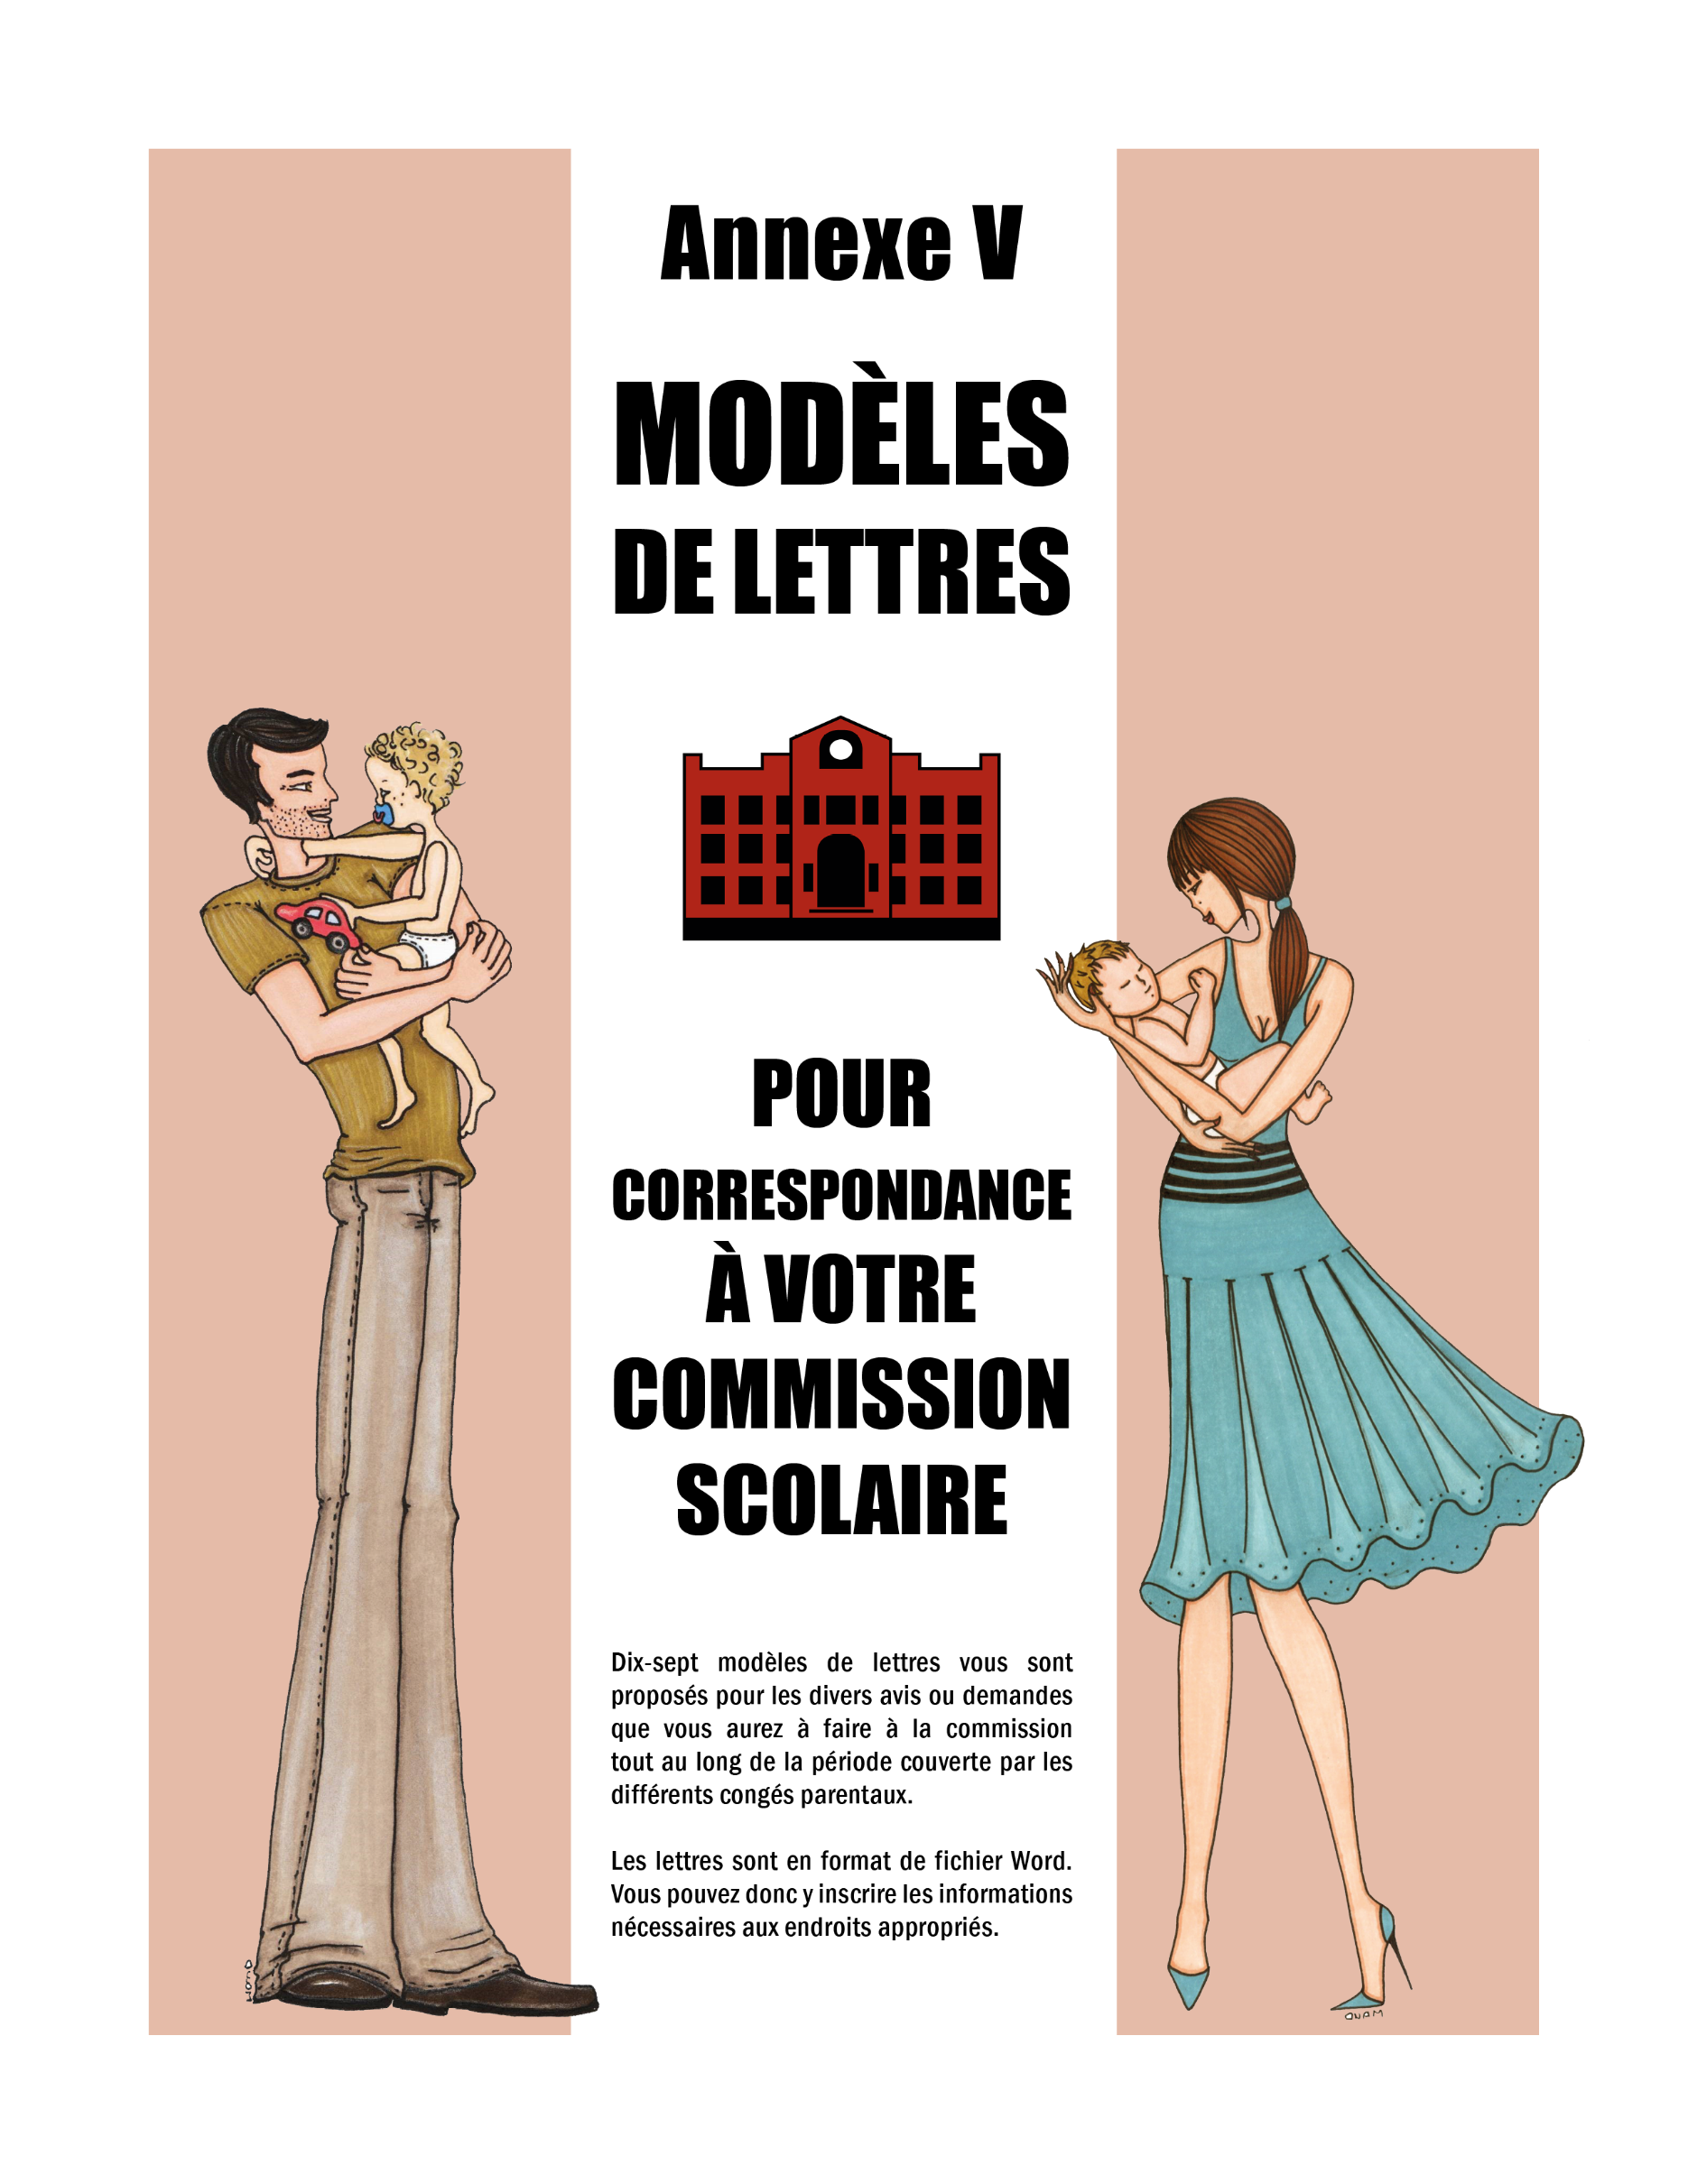 Annexe V
MODÈLES
DE LETTRES
POUR
CORRESPONDANCE
À VOTRE
COMMISSION
SCOLAIRE
Dix-sept modèles de lettres vous sont
proposés pour les divers avis ou demandes
que vous aurez à faire à la commission
tout au long de la période couverte par les
différents congés parentaux.
Les lettres sont en format de fichier Word.
Vous pouvez donc y inscrire les informations
nécessaires aux endroits appropriés.